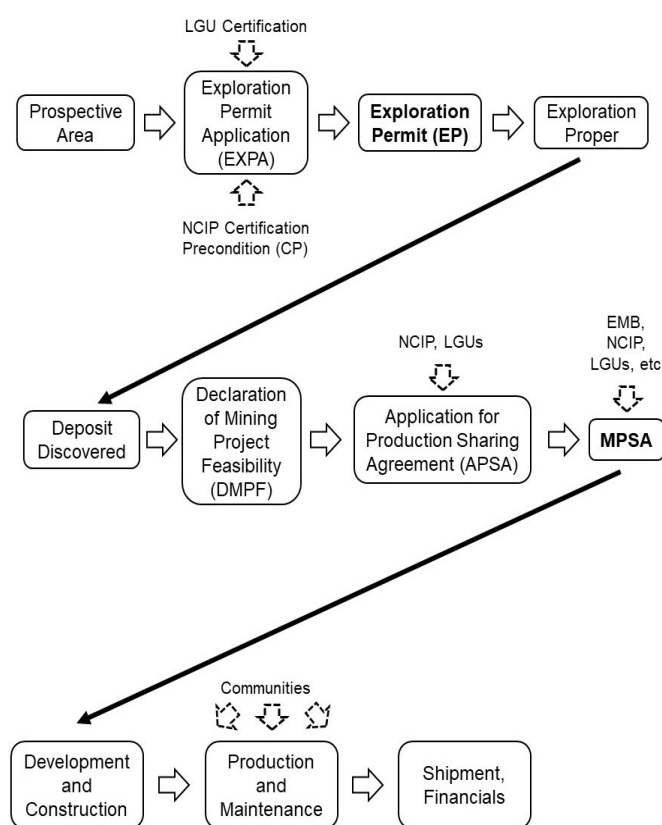 LGU Certification
Prospective
Area
Exploration
Permit
Application
(EXPA)
Exploration
Permit (EP)
Exploration
Proper
NCIP Certification
Precondition (CP)
NCIP, LGUs
EMB,
NCIP,
LGUs, etc
Deposit
Discovered
Declaration
of Mining
Project
Feasibility
(DMPF)
Application for
Production Sharing
Agreement (APSA)
MPSA
Communities
Development
and
Construction
Production
and
Maintenance
Shipment,
Financials